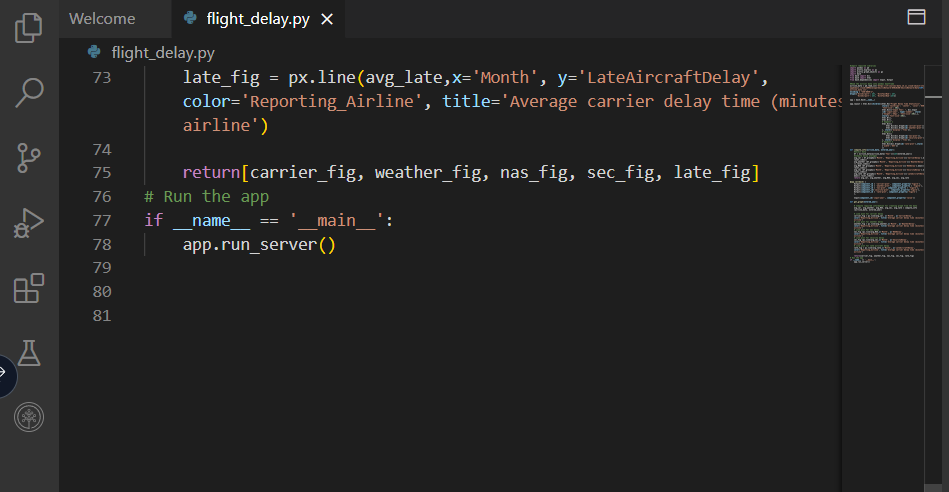 Welcome
flight_delay.py ×
flight_delay.py
73 late_fig = px.line(avg_late,x='Month', y='LateAircraftDelay',
color='Reporting_Airline', title='Average carrier delay time (minutes
airline')
74
75 return[carrier_fig, weather_fig, nas_fig, sec_fig, late_fig]
76 # Run the app
77 if __name__ == '__main__':
78 app.run_server()
79
80
81